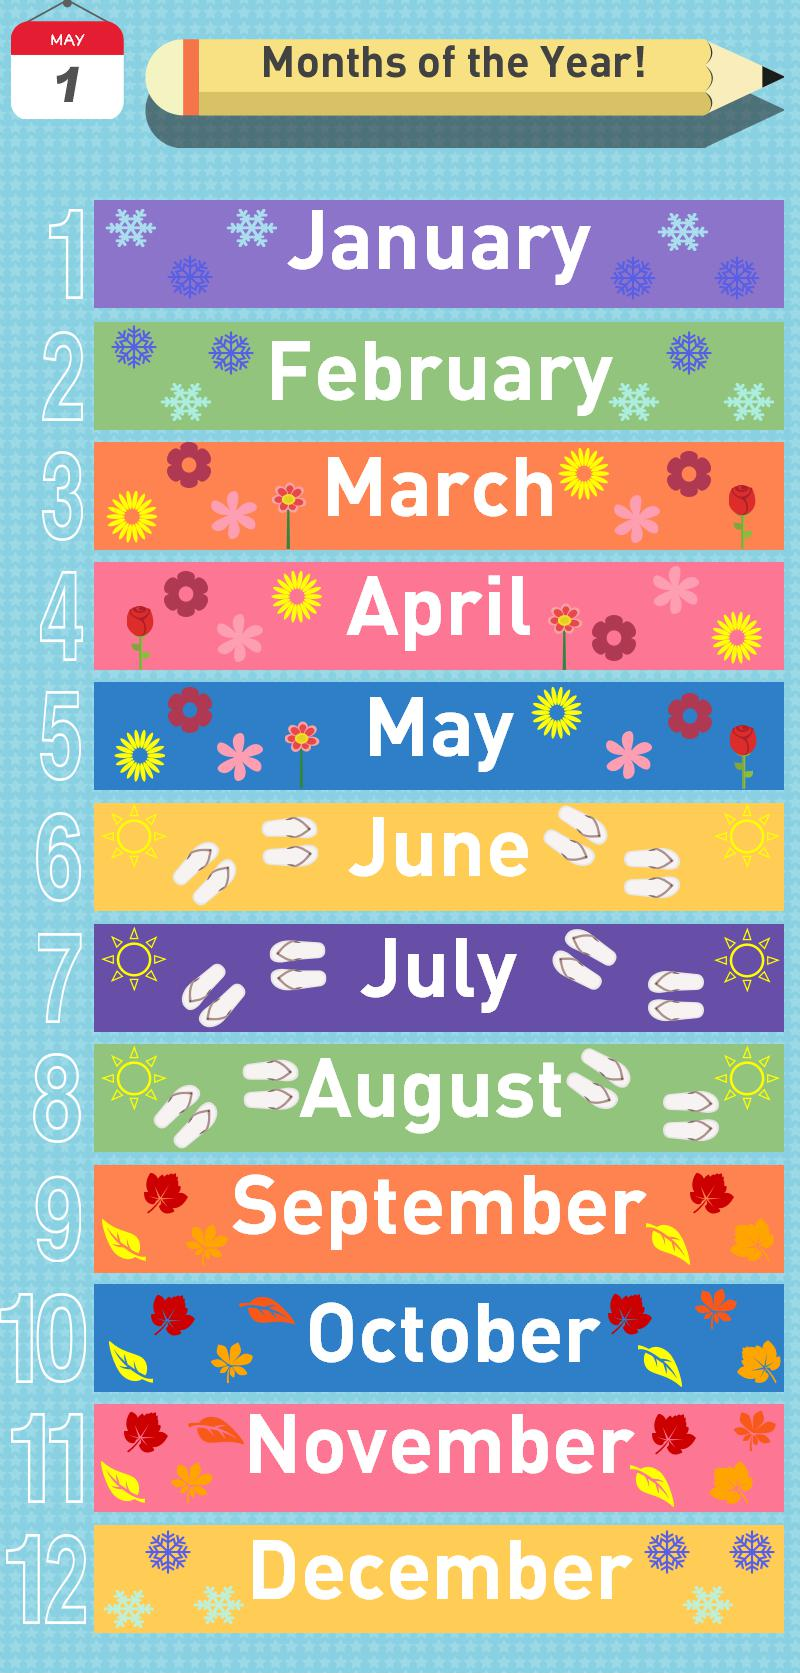 MAY
1
Months of the Year!
1 January
2 February
3 March
4 April
5 May
6 June
7 July
8 August
9 September
10 October
11 November
12 December